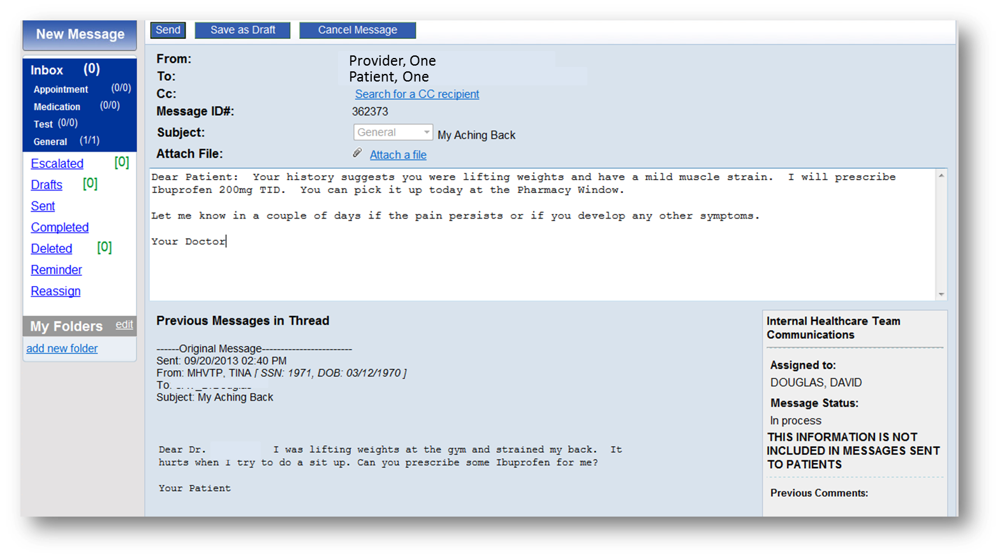 New Message
Inbox (0)
Appointment (0/0)
Medication (0/0)
Test (0/0)
General (1/1)
Escalated [0]
Drafts [0]
Sent
Completed
Deleted [0]
Reminder
Reassign
My Folders edit
add new folder
Send Save as Draft Cancel Message
From: Provider, One
To: Patient, One
Cc: Search for a CC recipient
Message ID#: 362373
Subject: General My Aching Back
Attach File: Attach a file
Dear Patient: Your history suggests you were lifting weights and have a mild muscle strain. I will prescribe
Ibuprofen 200mg TID. You can pick it up today at the Pharmacy Window.
Let me know in a couple of days if the pain persists or if you develop any other symptoms.
Your Doctor
Previous Messages in Thread
------Original Message------------------------
Sent: 09/20/2013 02:40 PM
From: MHVTP, TINA [ SSN: 1971, DOB: 03/12/1970 ]
To:
Subject: My Aching Back
Dear Dr. I was lifting weights at the gym and strained my back. It
hurts when I try to do a sit up. Can you prescribe some Ibuprofen for me?
Your Patient
Internal Healthcare Team
Communications
Assigned to:
DOUGLAS, DAVID
Message Status:
In process
THIS INFORMATION IS NOT
INCLUDED IN MESSAGES SENT
TO PATIENTS
Previous Comments: